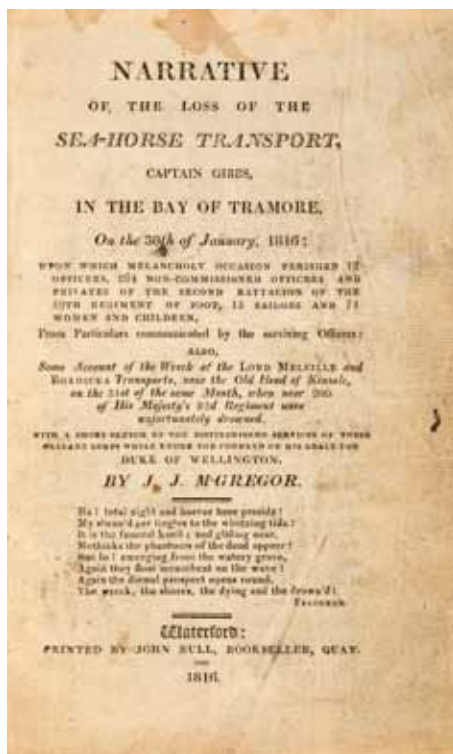 NARRATIVE
OF THE LOSS OF THE
SEA-HORSE TRANSPORT,
CAPTAIN GIBBS,
IN THE BAY OF TRAMORE,
On the 30th of January, 1816;
UPON WHICH MELANCHOLY OCCASION PERISHED 12
OFFICERS, 264 NON-COMMISSIONED OFFICERS AND
PRIVATES OF THE SECOND BATTALION OF THE
59TH REGIMENT OF FOOT, 15 SAILORS AND 71
WOMEN AND CHILDREN,
From Particulars communicated by the surviving Officers:
ALSO,
Some Account of the Wreck of the LORD MELVILLE and
BOADICEA Transports, near the Old Head of Kinsale,
on the 31st of the same Month, when near 200
of His Majesty's 82d Regiment were
unfortunately drowned.
WITH A SHORT SKETCH OF THE DISTINGUISHED SERVICES OF THESE
GALLANT CORPS WHILE UNDER THE COMMAND OF HIS GRACE THE
DUKE OF WELLINGTON.
BY J. J. M'GREGOR.
Ha! total night and horror here preside!
My stunn'd ear tingles to the whizzing tide!
It is the funeral knell; and gliding near,
Methinks the phantoms of the dead appear!
But lo! emerging from the watery grave,
Again they float incumbent on the wave!
Again the dismal prospect opens round,
The wreck, the shores, the dying and the drown'd!
FALCONER.
Waterford:
PRINTED BY JOHN BULL, BOOKSELLER, QUAY.
1816.